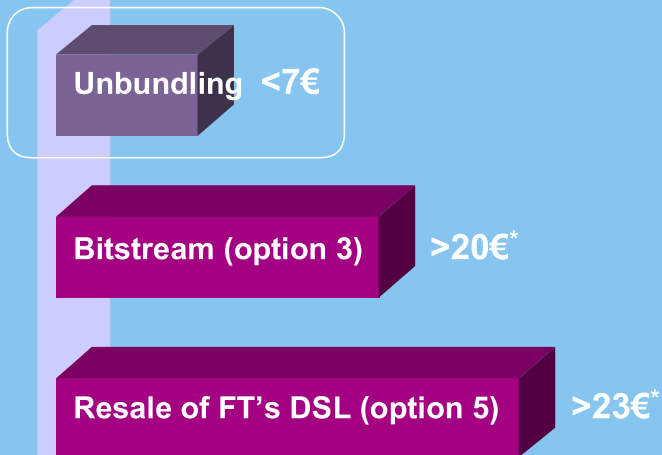 Unbundling <7€
Bitstream (option 3) >20€*
Resale of FT’s DSL (option 5) >23€*